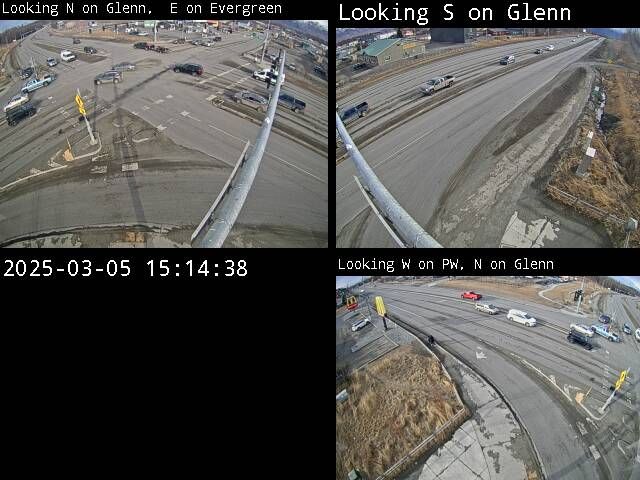 Looking N on Glenn, E on Evergreen
Looking S on Glenn
2025-03-05 15:14:38
Looking W on PW, N on Glenn